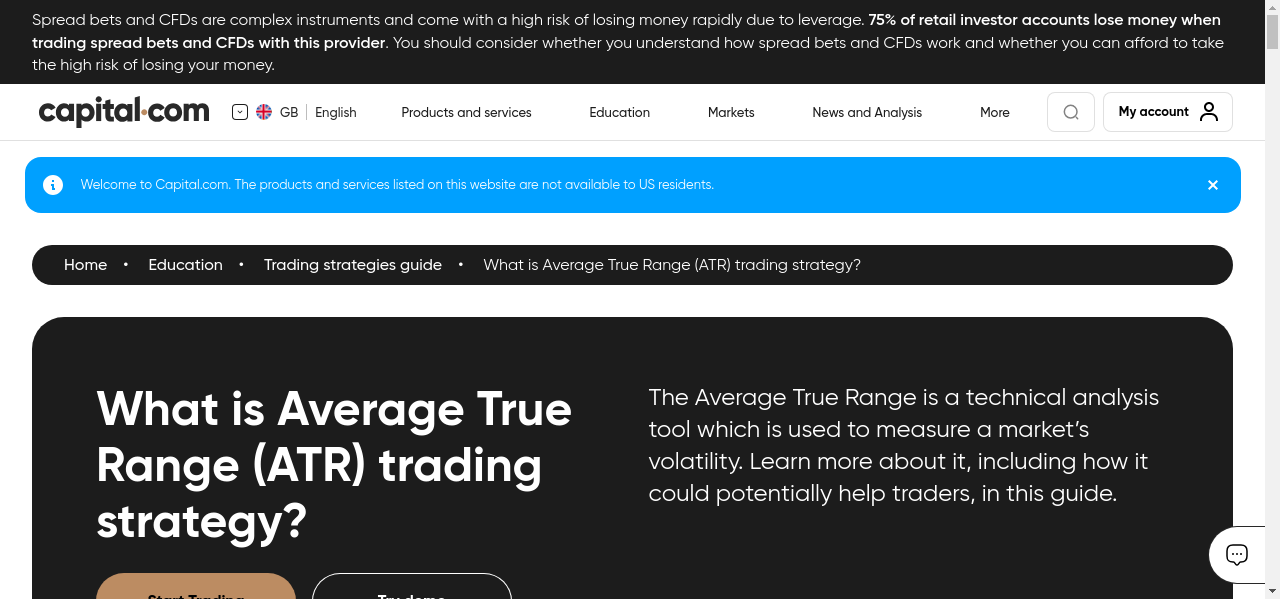 Spread bets and CFDs are complex instruments and come with a high risk of losing money rapidly due to leverage. 75% of retail investor accounts lose money when
trading spread bets and CFDs with this provider. You should consider whether you understand how spread bets and CFDs work and whether you can afford to take
the high risk of losing your money.
capital.com GB English Products and services Education Markets News and Analysis More My account
Welcome to Capital.com. The products and services listed on this website are not available to US residents.
Home • Education • Trading strategies guide • What is Average True Range (ATR) trading strategy?
What is Average True
Range (ATR) trading
strategy?
The Average True Range is a technical analysis
tool which is used to measure a market’s
volatility. Learn more about it, including how it
could potentially help traders, in this guide.
Start Trading Try demo